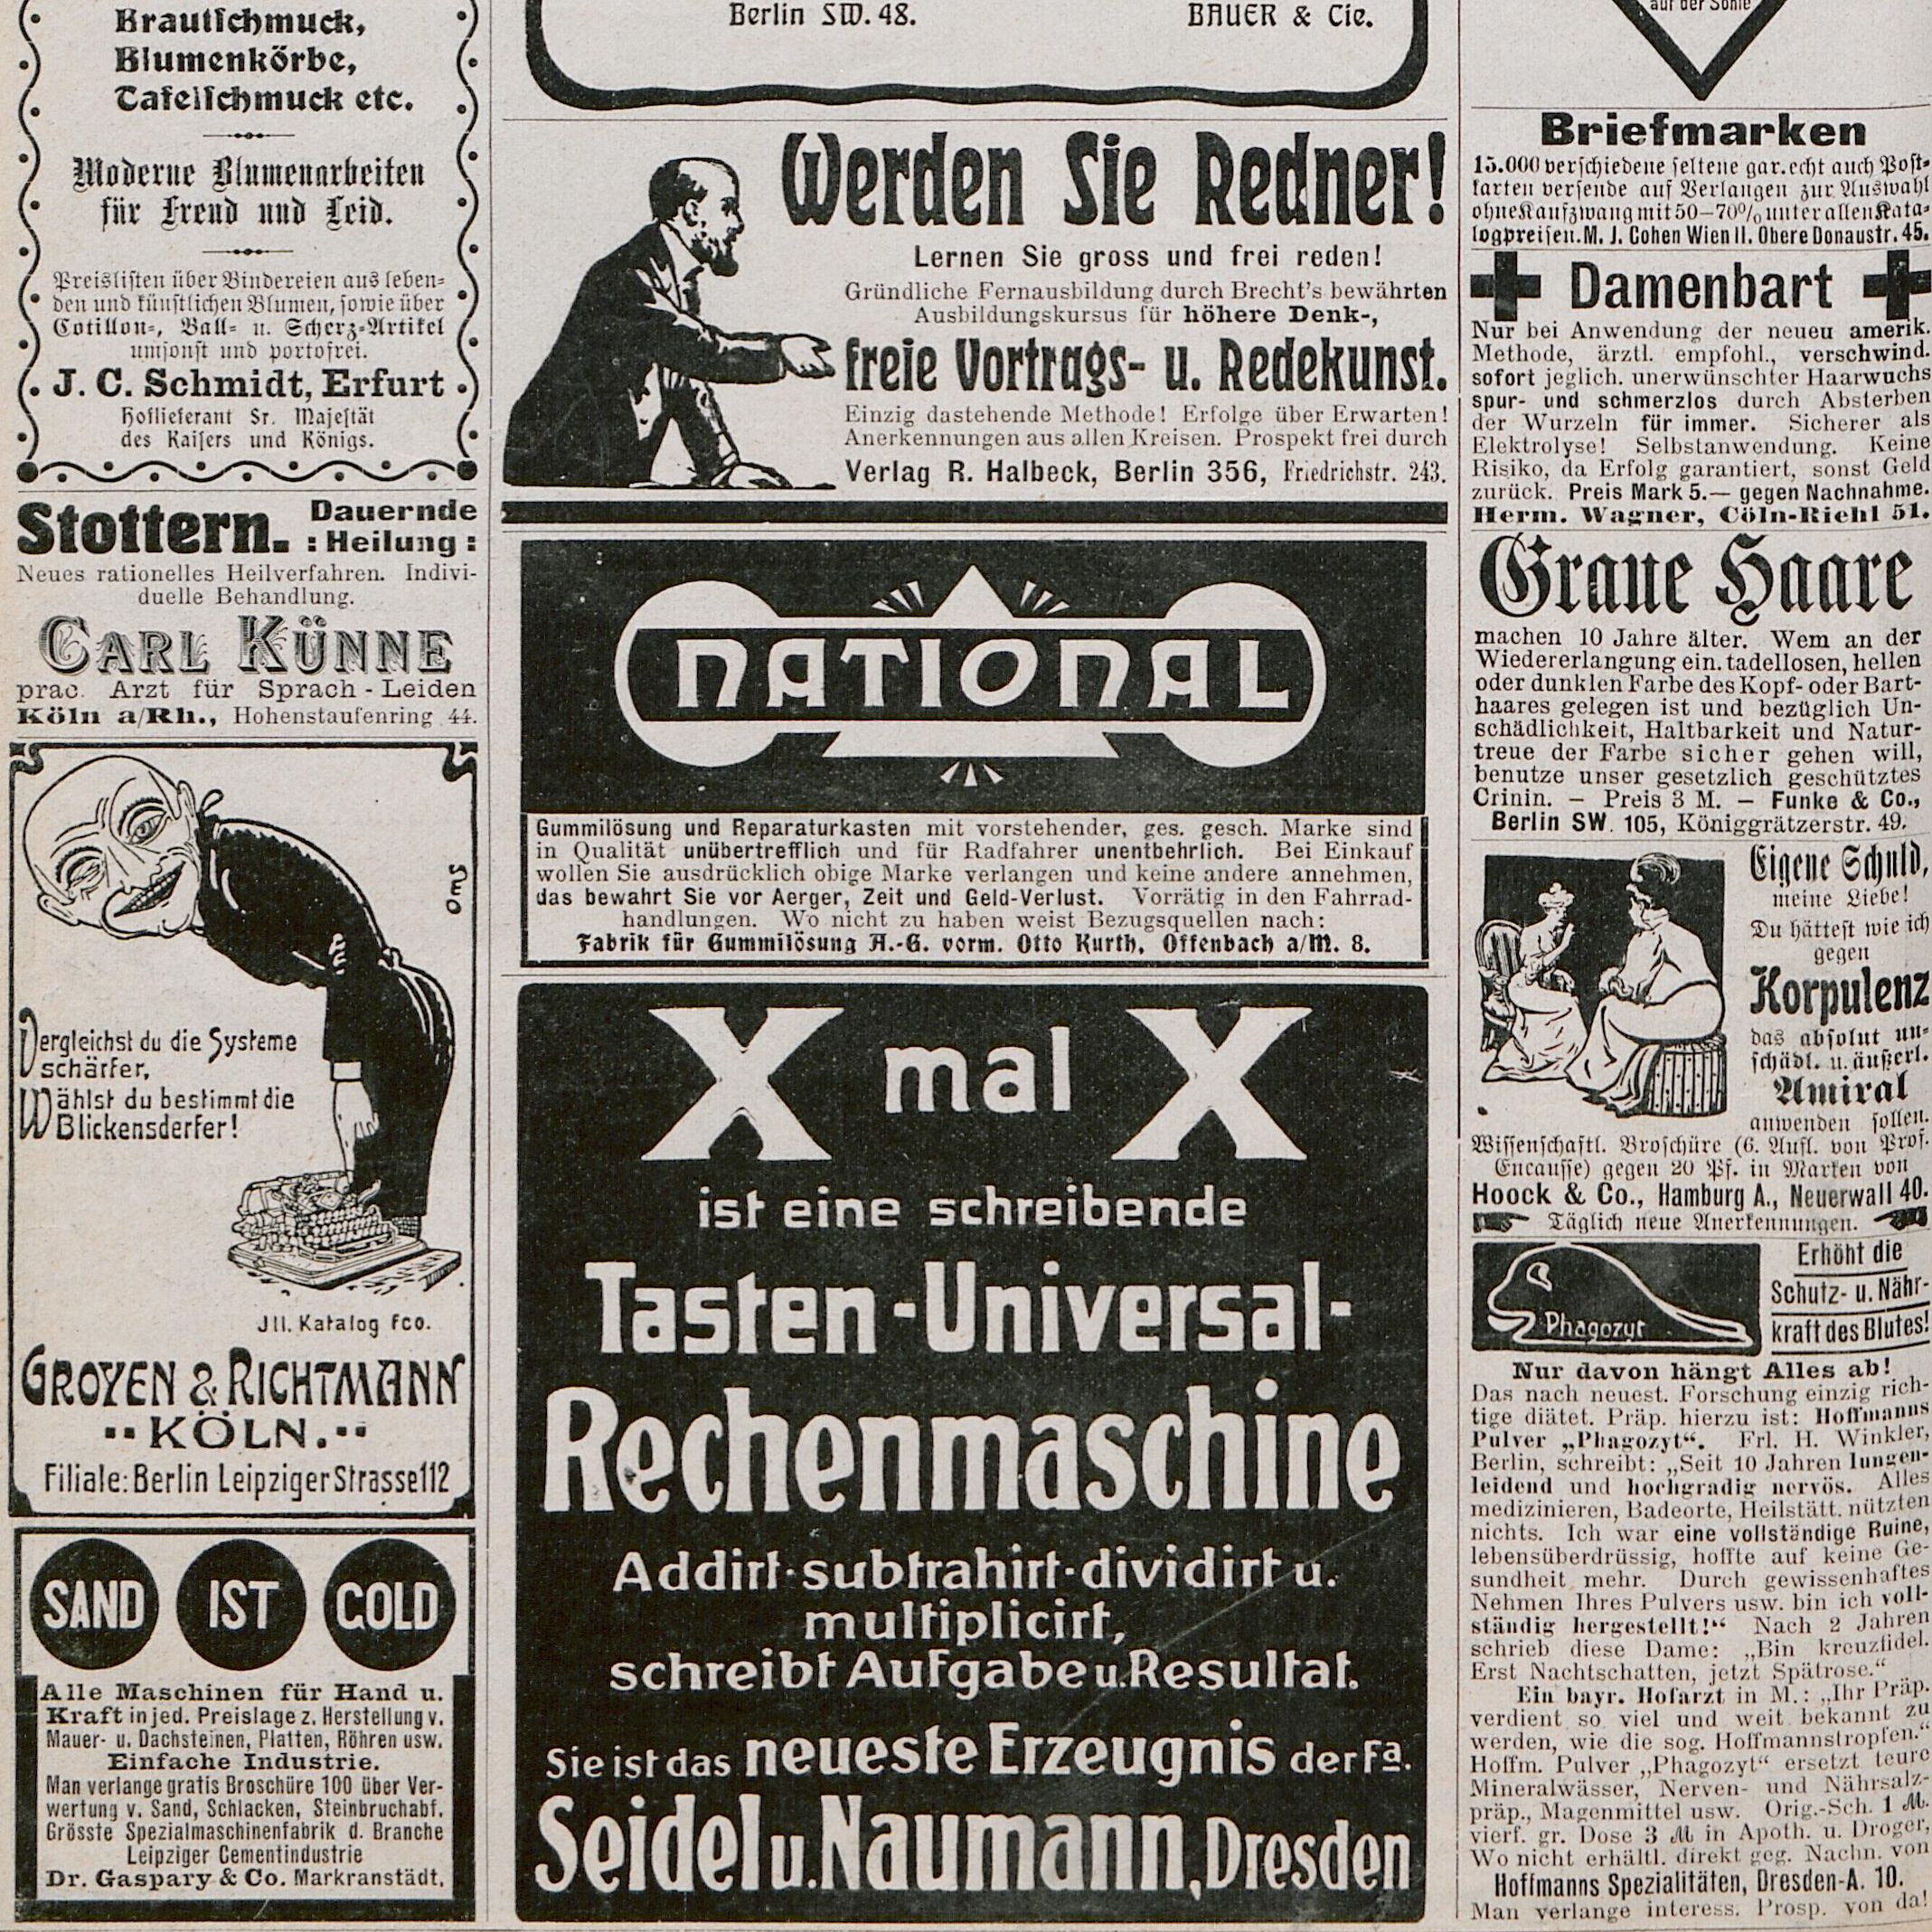 Brautschmuck,
Blumenkörbe,
Tafelschmuck etc.
Moderne Blumenarbeiten
für Freud und Leid.
Preislisten über Bindereien aus leben-
den und künstlichen Blumen, sowie über
Cotillon-, Ball- u. Scherz-Artikel
umsonst und portofrei.
J. C. Schmidt, Erfurt
Hoflieferant Sr. Majestät
des Kaisers und Königs.
Stottern. Dauernde
: Heilung :
Neues rationelles Heilverfahren. Indivi-
duelle Behandlung.
CARL KÜNNE
prac. Arzt für Sprach-Leiden
Köln a/Rh., Hohenstaufenring 44.
OMS
Vergleichst du die Systeme
schärfer,
Wählst du bestimmt die
Blickensderfer!
Jll. Katalog fco.
GROYEN & RICHTMANN
KÖLN.
Filiale: Berlin Leipziger Strasse 112
SAND IST GOLD
Alle Maschinen für Hand u.
Kraft in jed. Preislage z. Herstellung v.
Mauer- u. Dachsteinen, Platten, Röhren usw.
Einfache Industrie.
Man verlange gratis Broschüre 100 über Ver-
wertung v. Sand, Schlacken, Steinbruchabf.
Grösste Spezialmaschinenfabrik d. Branche
Leipziger Cementindustrie
Dr. Gaspary & Co. Markranstädt.
Berlin SW. 48. BAUER & Cie.
Werden Sie Redner!
Lernen Sie gross und frei reden!
Gründliche Fernausbildung durch Brecht's bewährten
Ausbildungskursus für höhere Denk-,
freie Vortrags- u. Redekunst.
Einzig dastehende Methode! Erfolge über Erwarten!
Anerkennungen aus allen Kreisen. Prospekt frei durch
Verlag R. Halbeck, Berlin 356, Friedrichstr. 243.
NATIONAL
Gummilösung und Reparaturkasten mit vorstehender, ges. gesch. Marke sind
in Qualität unübertrefflich und für Radfahrer unentbehrlich. Bei Einkauf
wollen Sie ausdrücklich obige Marke verlangen und keine andere annehmen,
das bewahrt Sie vor Aerger, Zeit und Geld-Verlust. Vorrätig in den Fahrrad-
handlungen. Wo nicht zu haben weist Bezugsquellen nach:
Fabrik für Gummilösung A.-G. vorm. Otto Kurth, Offenbach a/M. 8.
X mal X
ist eine schreibende
Tasten-Universal-
Rechenmaschine
Addirt·subtrahirt·dividirt u.
multiplicirt,
schreibt Aufgabe u. Resultat.
Sie ist das neueste Erzeugnis der Fa.
Seidel u. Naumann, Dresden
auf der Sohle
Briefmarken
15.000 verschiedene seltene gar. echt auch Post-
karten versende auf Verlangen zur Auswahl
ohne Kaufzwang mit 50–70% unter allen Kata-
logpreisen. M. J. Cohen Wien II. Obere Donaustr. 45.
Damenbart
Nur bei Anwendung der neuen amerik.
Methode, ärztl. empfohl., verschwind.
sofort jeglich. unerwünschter Haarwuchs
spur- und schmerzlos durch Absterben
der Wurzeln für immer. Sicherer als
Elektrolyse! Selbstanwendung. Keine
Risiko, da Erfolg garantiert, sonst Geld
zurück. Preis Mark 5.— gegen Nachnahme.
Herm. Wagner, Cöln-Riehl 51.
Graue Haare
machen 10 Jahre älter. Wem an der
Wiedererlangung ein. tadellosen, hellen
oder dunklen Farbe des Kopf- oder Bart-
haares gelegen ist und bezüglich Un-
schädlichkeit, Haltbarkeit und Natur-
treue der Farbe sicher gehen will,
benutze unser gesetzlich geschütztes
Crinin. — Preis 3 M. — Funke & Co.,
Berlin SW. 105, Königgrätzerstr. 49.
Eigene Schuld,
meine Liebe!
Du hättest wie ich
gegen
Korpulenz
das absolut un-
schädl. u. äußerl.
Amiral
anwenden sollen.
Wissenschaftl. Broschüre (6. Aufl. von Prof.
Encausse) gegen 20 Pf. in Marken von
Hoock & Co., Hamburg A., Neuerwall 40.
Täglich neue Anerkennungen.
Phagozyt
Erhöht die
Schutz- u. Nähr-
kraft des Blutes!
Nur davon hängt Alles ab!
Das nach neuest. Forschung einzig rich-
tige diätet. Präp. hierzu ist: Hoffmanns
Pulver „Phagozyt“. Frl. H. Winkler,
Berlin, schreibt: „Seit 10 Jahren lungen-
leidend und hochgradig nervös. Alles
medizinieren, Badeorte, Heilstätt. nützten
nichts. Ich war eine vollständige Ruine,
lebensüberdrüssig, hoffte auf keine Ge-
sundheit mehr. Durch gewissenhaftes
Nehmen Ihres Pulvers usw. bin ich voll-
ständig hergestellt!“ Nach 2 Jahren
schrieb diese Dame: „Bin kreuzfidel.
Erst Nachtschatten, jetzt Spätrose.“
Ein bayr. Hofarzt in M.: „Ihr Präp.
verdient so viel und weit bekannt zu
werden, wie die sog. Hoffmannstropfen.“
Hoffm. Pulver „Phagozyt“ ersetzt teure
Mineralwässer, Nerven- und Nährsalz-
präp., Magenmittel usw. Orig.-Sch. 1 M.
vierf. gr. Dose 3 M in Apoth. u. Droger,
Wo nicht erhältl. direkt geg. Nachn. von
Hoffmanns Spezialitäten, Dresden-A. 10.
Man verlange interess. Prosp. von da!